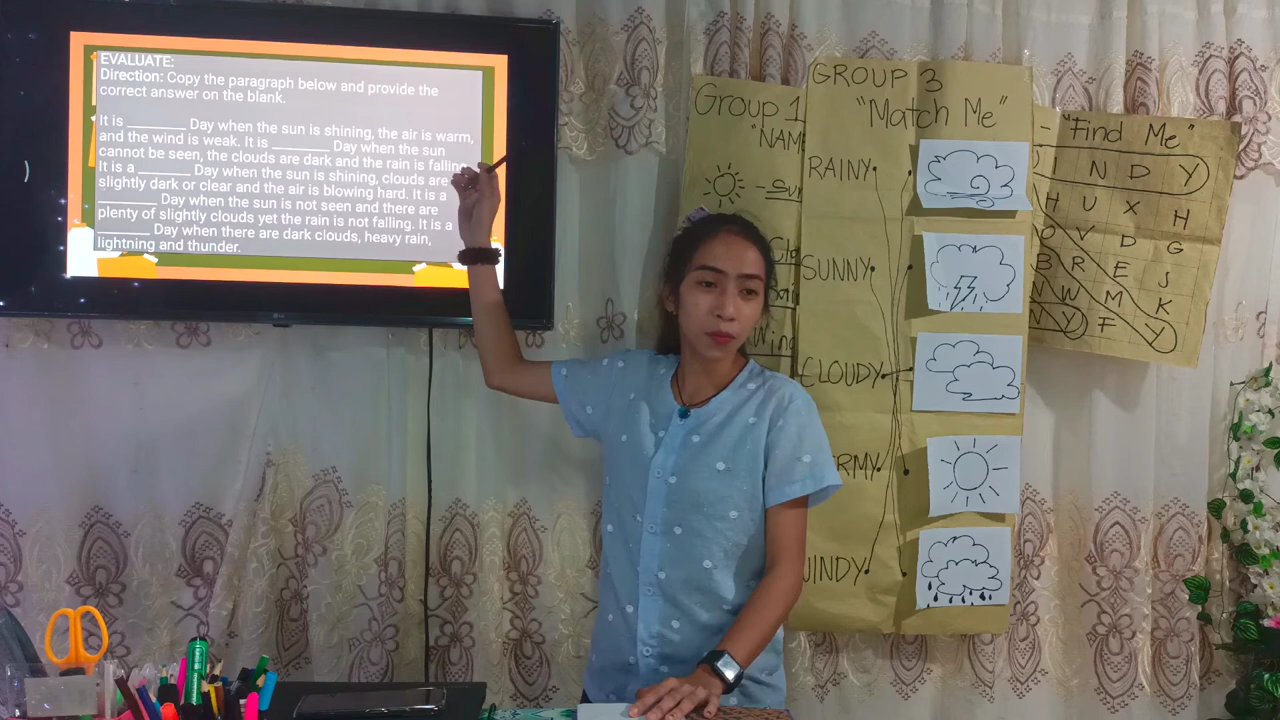 EVALUATE:
Direction: Copy the paragraph below and provide the
correct answer on the blank.
It is ________ Day when the sun is shining, the air is warm,
and the wind is weak. It is ________ Day when the sun
cannot be seen, the clouds are dark and the rain is falling.
It is a ______ Day when the sun is shining, clouds are
slightly dark or clear and the air is blowing hard. It is a
________ Day when the sun is not seen and there are
plenty of slightly clouds yet the rain is not falling. It is a
_______ Day when there are dark clouds, heavy rain,
lightning and thunder.
LG
Group 1
"NAM
GROUP 3
"Match Me"
RAINY
SUNNY
CLOUDY
RMY
WINDY
- "Find Me"
I N D Y
H U X H
O V D G
B R E J
N W M K
N Y F Y